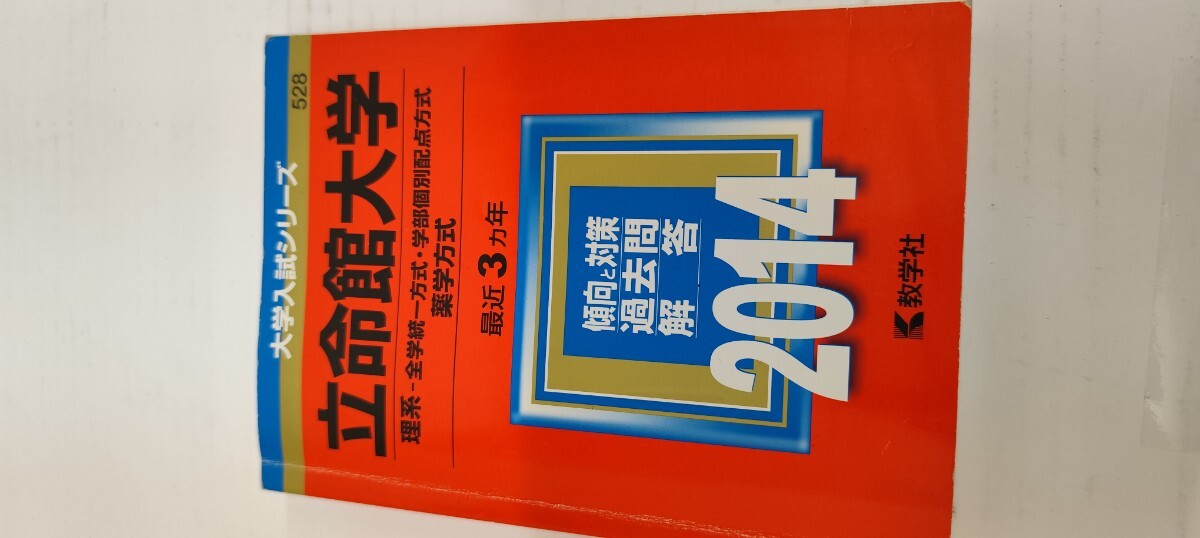 大学入試シリーズ
528
立命館大学
理系-全学統一方式・学部個別配点方式
薬学方式
最近3ヵ年
傾向と対策
過去問
解答
2014
教学社